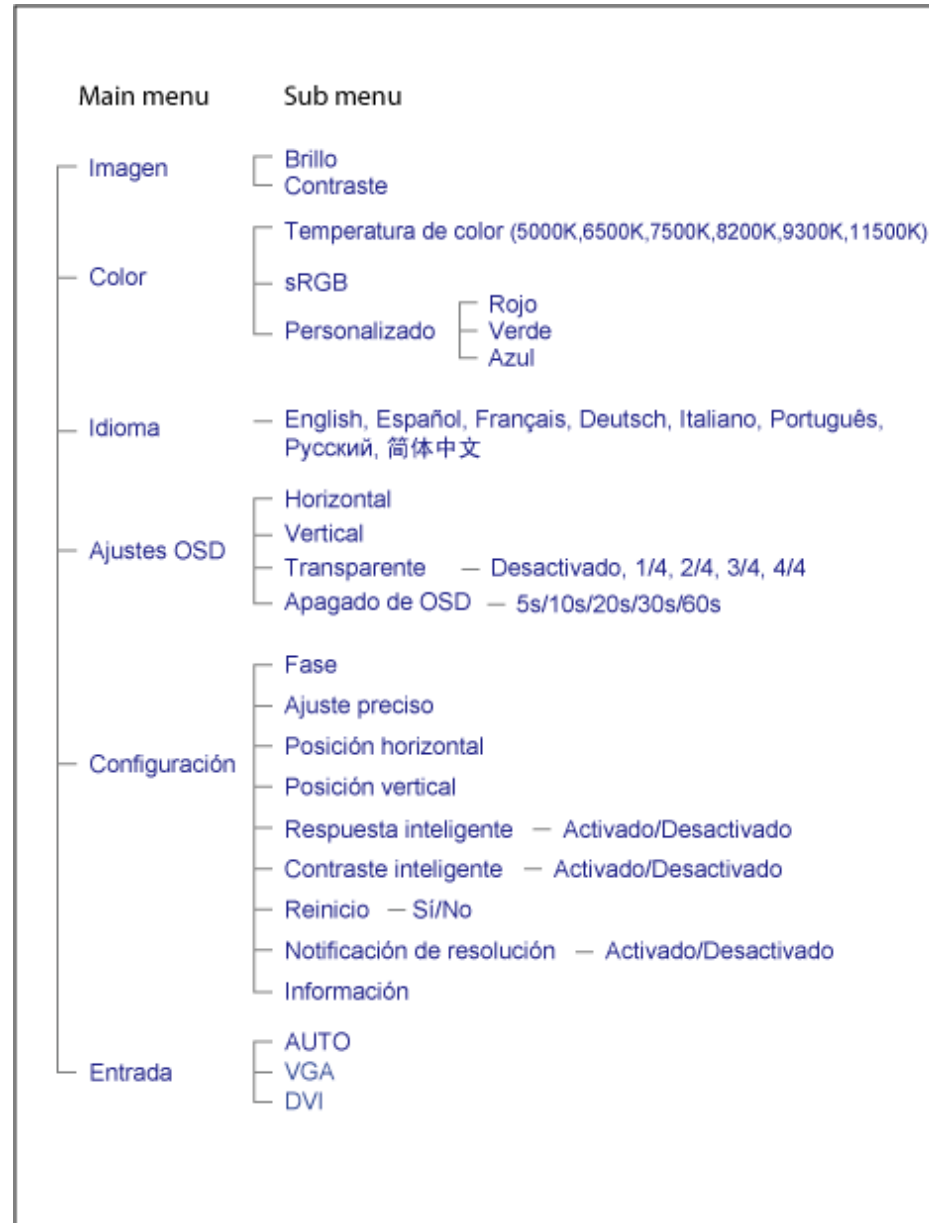 Main menu Sub menu
Imagen
Brillo
Contraste
Color
Temperatura de color (5000K,6500K,7500K,8200K,9300K,11500K)
sRGB
Personalizado
Rojo
Verde
Azul
Idioma
English, Español, Français, Deutsch, Italiano, Português,
Русский, 简体中文
Ajustes OSD
Horizontal
Vertical
Transparente — Desactivado, 1/4, 2/4, 3/4, 4/4
Apagado de OSD — 5s/10s/20s/30s/60s
Configuración
Fase
Ajuste preciso
Posición horizontal
Posición vertical
Respuesta inteligente — Activado/Desactivado
Contraste inteligente — Activado/Desactivado
Reinicio — Sí/No
Notificación de resolución — Activado/Desactivado
Información
Entrada
AUTO
VGA
DVI